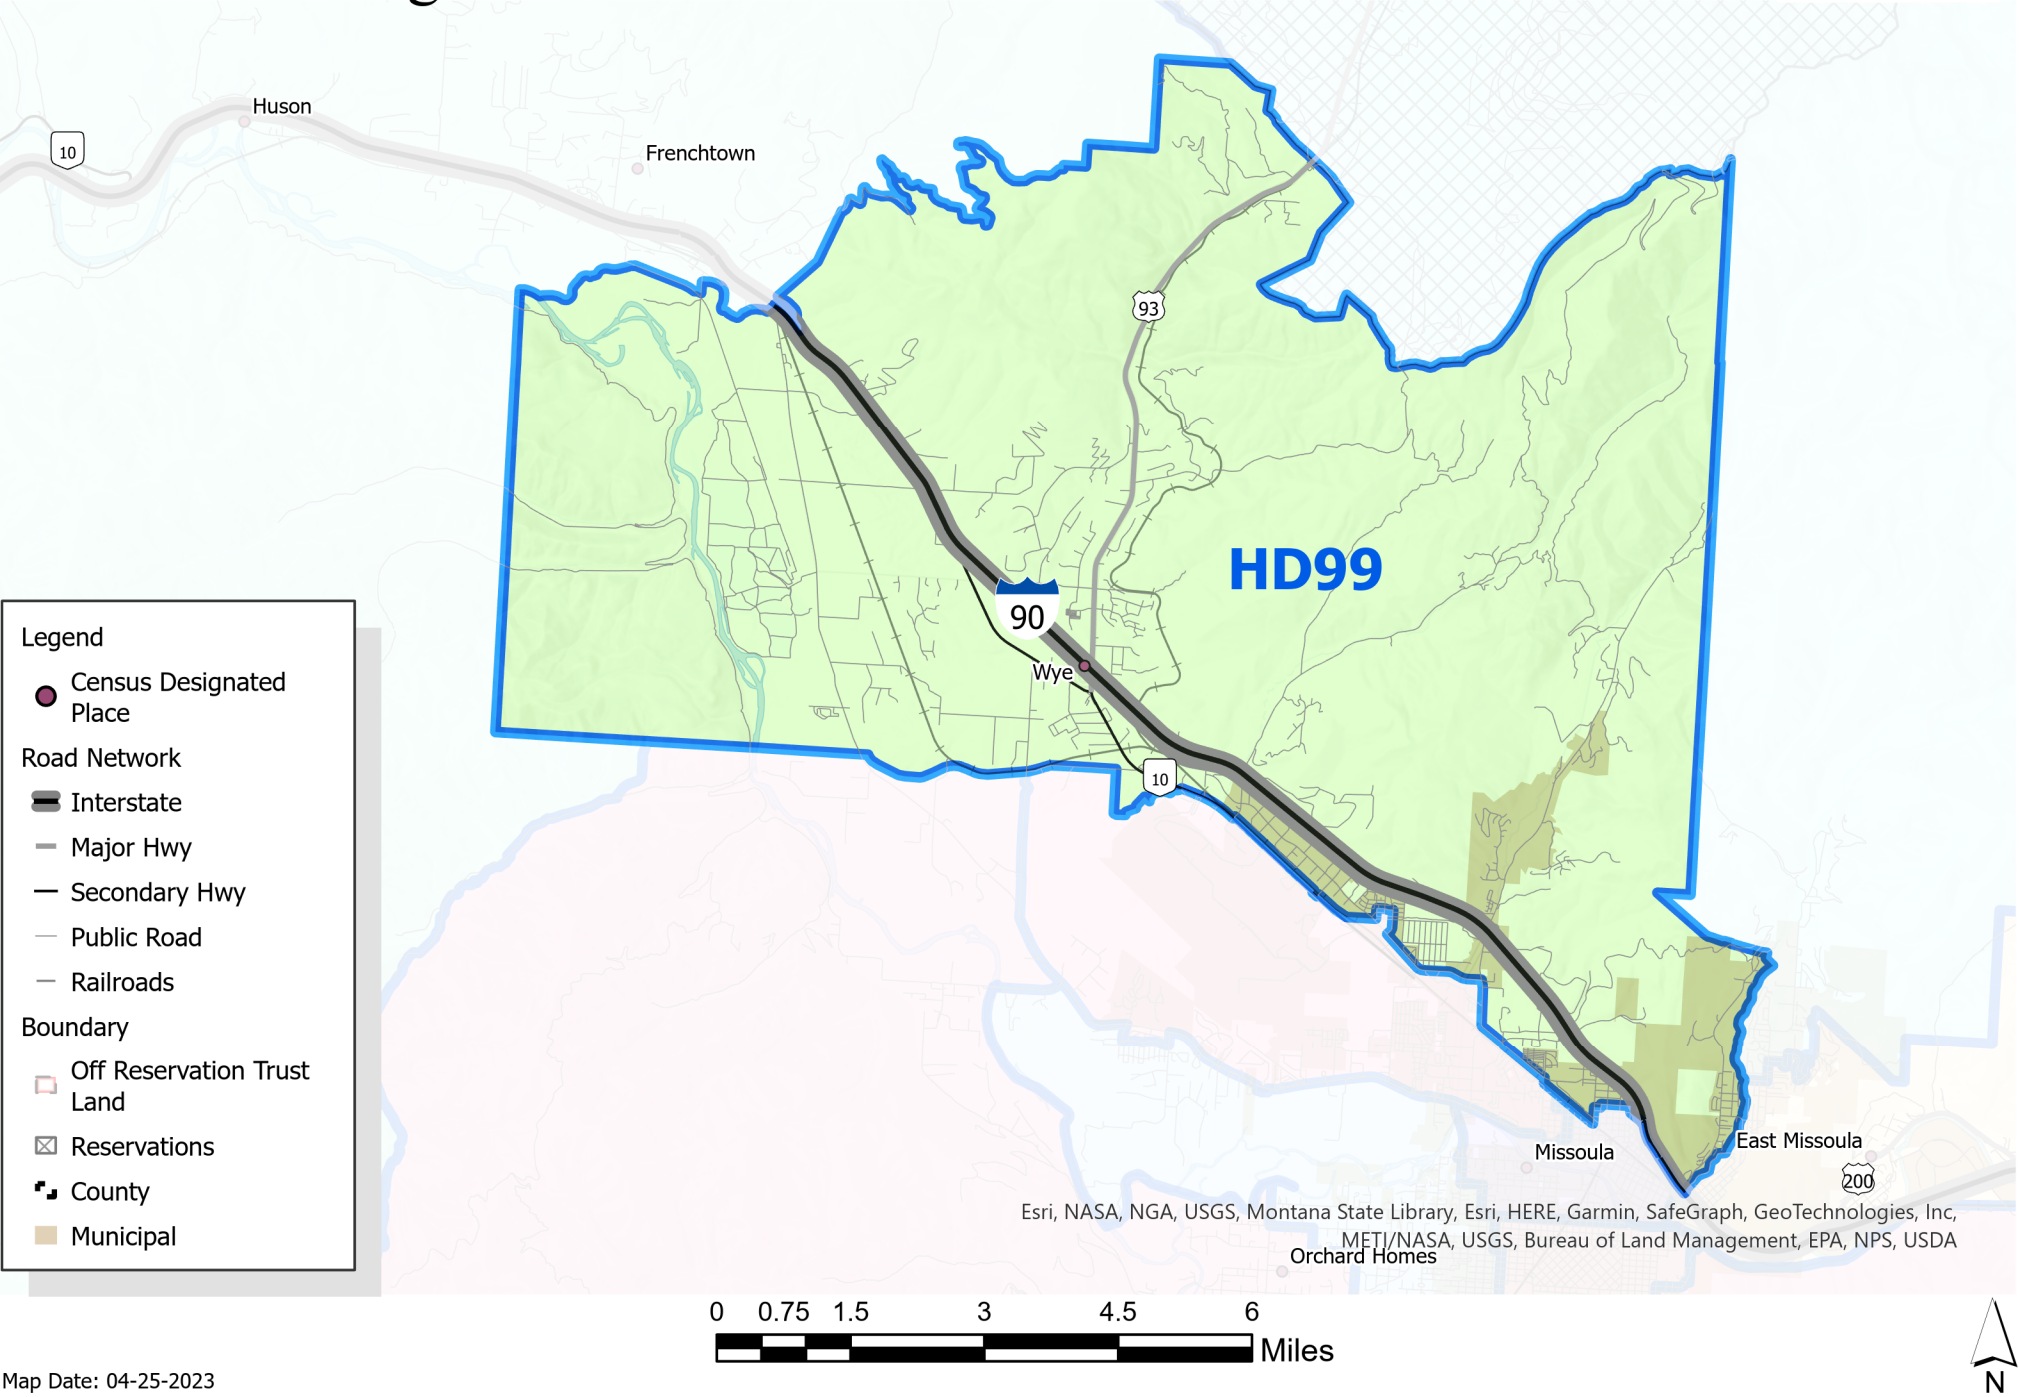 Huson
10
Frenchtown
93
HD99
90
Wye
10
Legend
Census Designated
Place
Road Network
Interstate
Major Hwy
Secondary Hwy
Public Road
Railroads
Boundary
Off Reservation Trust
Land
Reservations
County
Municipal
East Missoula
Missoula
200
Esri, NASA, NGA, USGS, Montana State Library, Esri, HERE, Garmin, SafeGraph, GeoTechnologies, Inc,
METI/NASA, USGS, Bureau of Land Management, EPA, NPS, USDA
Orchard Homes
0 0.75 1.5 3 4.5 6
Miles
N
Map Date: 04-25-2023